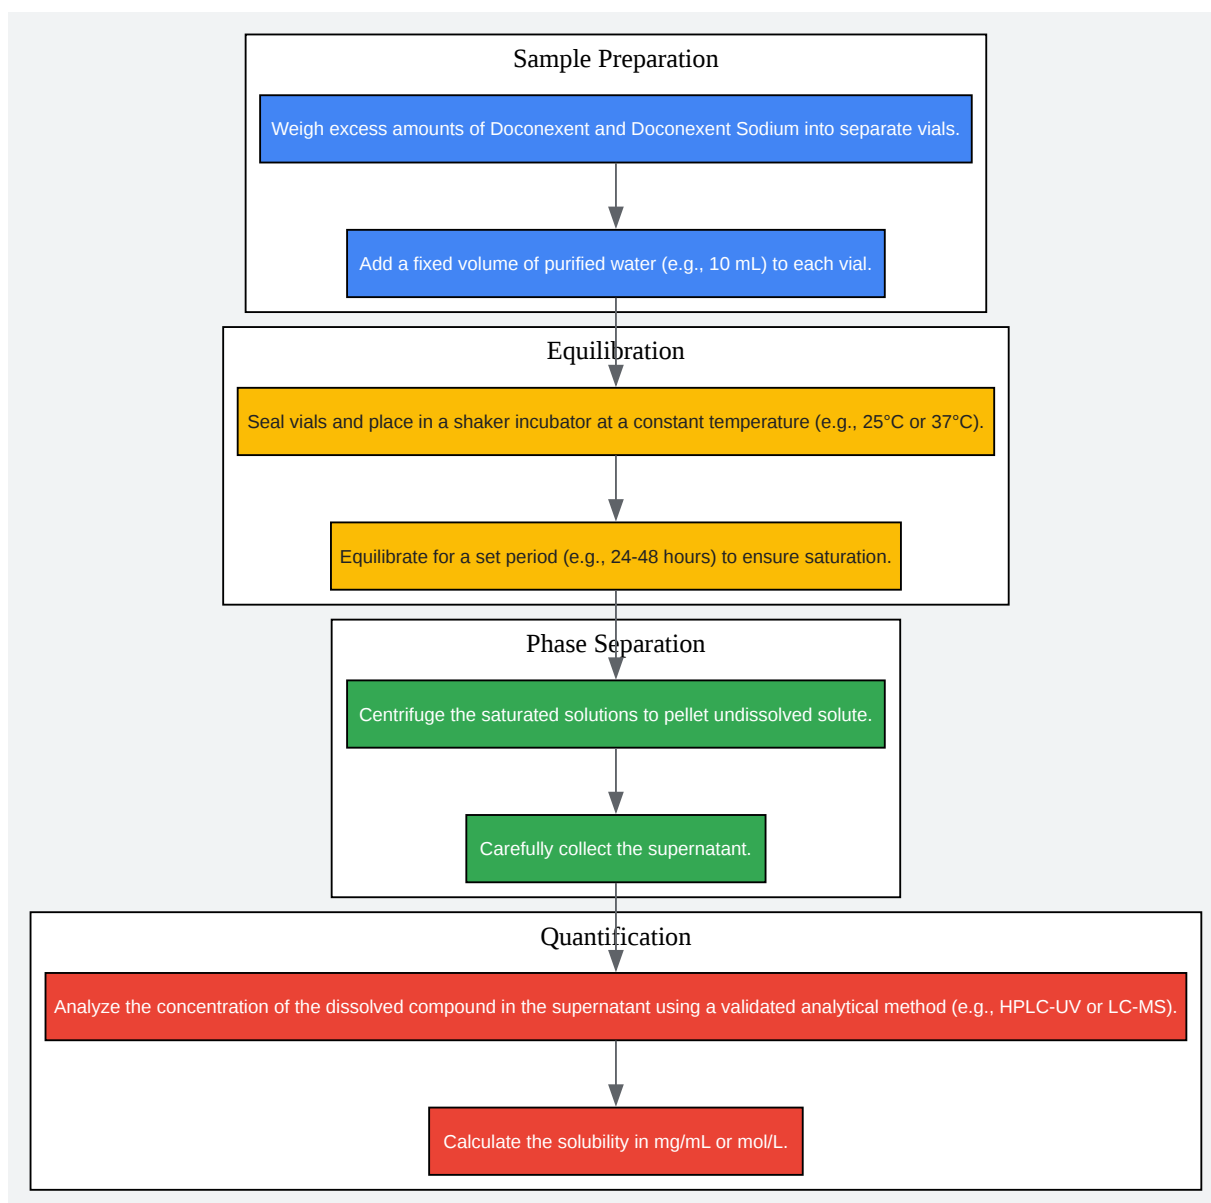 Sample Preparation
Weigh excess amounts of Doconexent and Doconexent Sodium into separate vials.
Add a fixed volume of purified water (e.g., 10 mL) to each vial.
Equilibration
Seal vials and place in a shaker incubator at a constant temperature (e.g., 25°C or 37°C).
Equilibrate for a set period (e.g., 24-48 hours) to ensure saturation.
Phase Separation
Centrifuge the saturated solutions to pellet undissolved solute.
Carefully collect the supernatant.
Quantification
Analyze the concentration of the dissolved compound in the supernatant using a validated analytical method (e.g., HPLC-UV or LC-MS).
Calculate the solubility in mg/mL or mol/L.